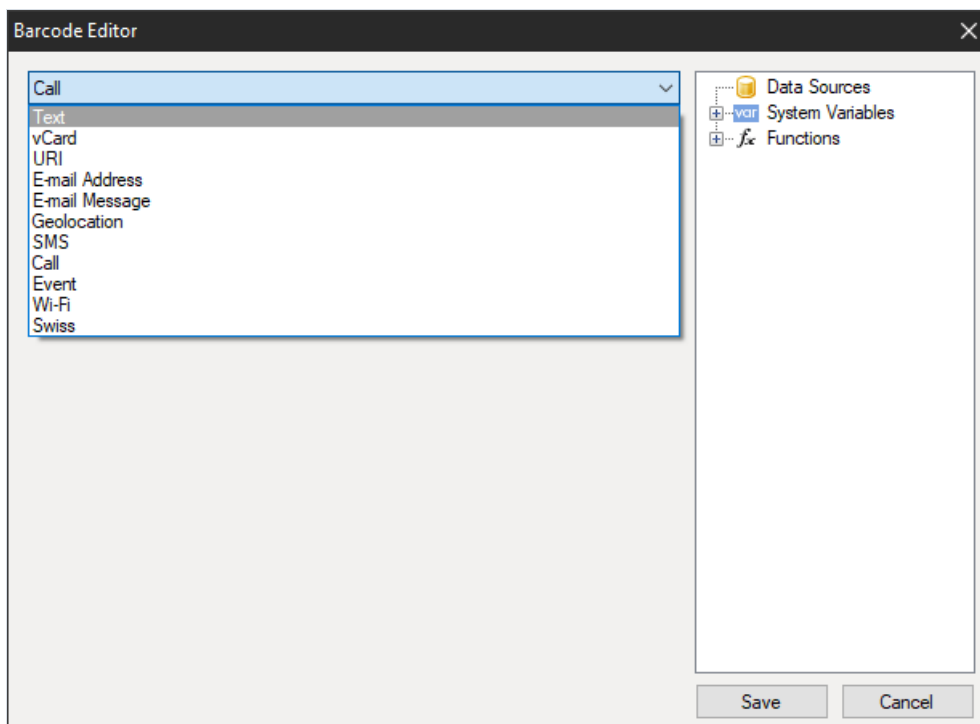 Barcode Editor
Call
Text
vCard
URI
E-mail Address
E-mail Message
Geolocation
SMS
Call
Event
Wi-Fi
Swiss
Data Sources
var System Variables
fx Functions
Save Cancel